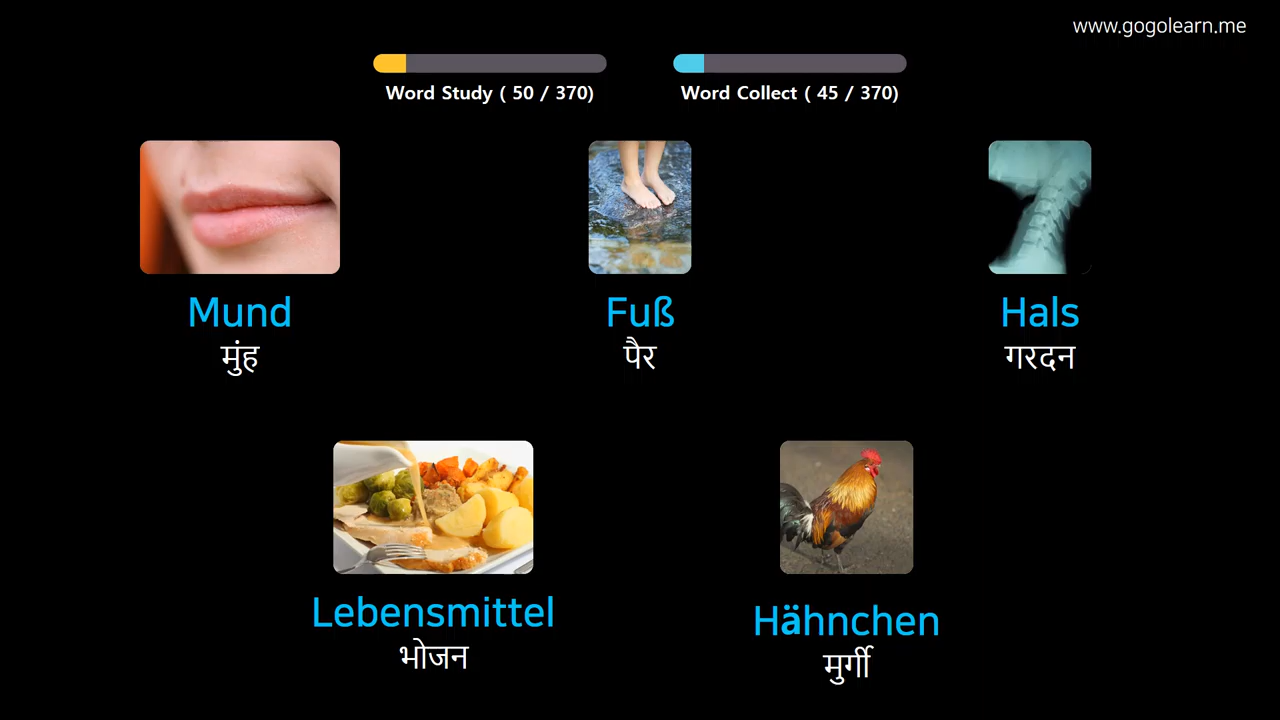 www.gogolearn.me
Word Study ( 50 / 370)
Word Collect ( 45 / 370)
Mund
मुंह
Fuß
पैर
Hals
गरदन
Lebensmittel
भोजन
Hähnchen
मुर्गी